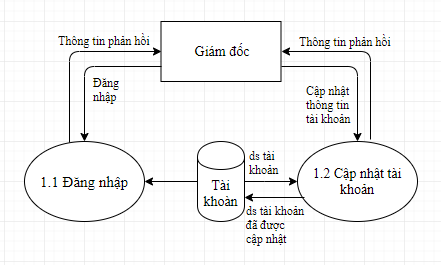 Thông tin phản hồi
Giám đốc
Thông tin phản hồi
Đăng
nhập
Cập nhật
thông tin
tài khoản
1.1 Đăng nhập
Tài
khoản
ds tài
khoản
ds tài khoản
đã được
cập nhật
1.2 Cập nhật tài
khoản